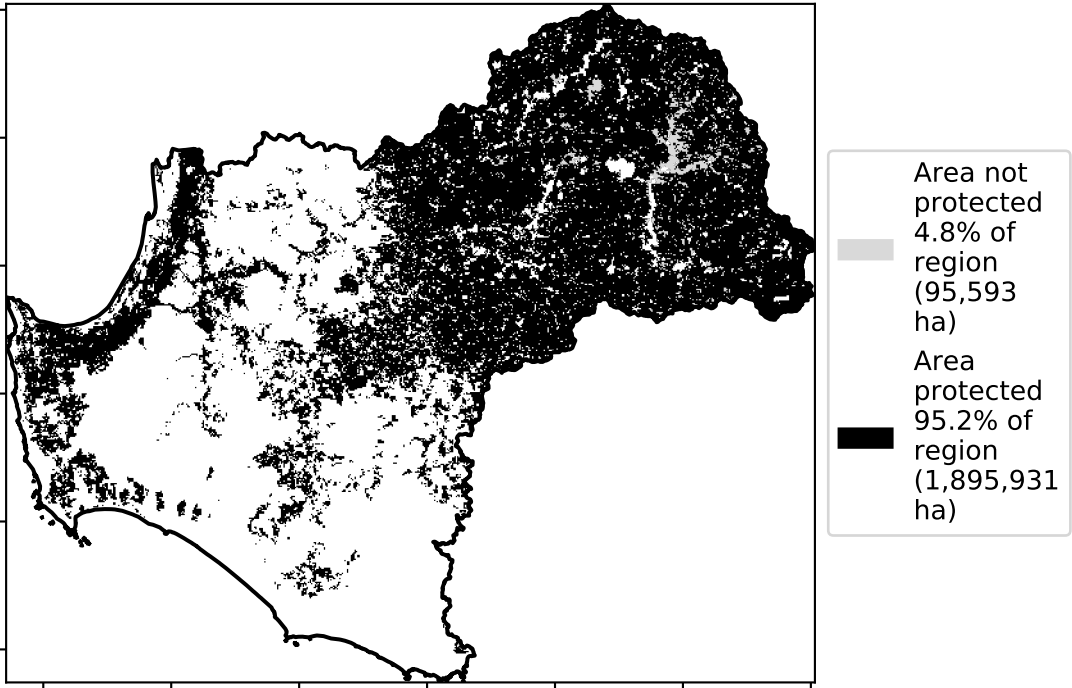 Area not
protected
4.8% of
region
(95,593
ha)
Area
protected
95.2% of
region
(1,895,931
ha)